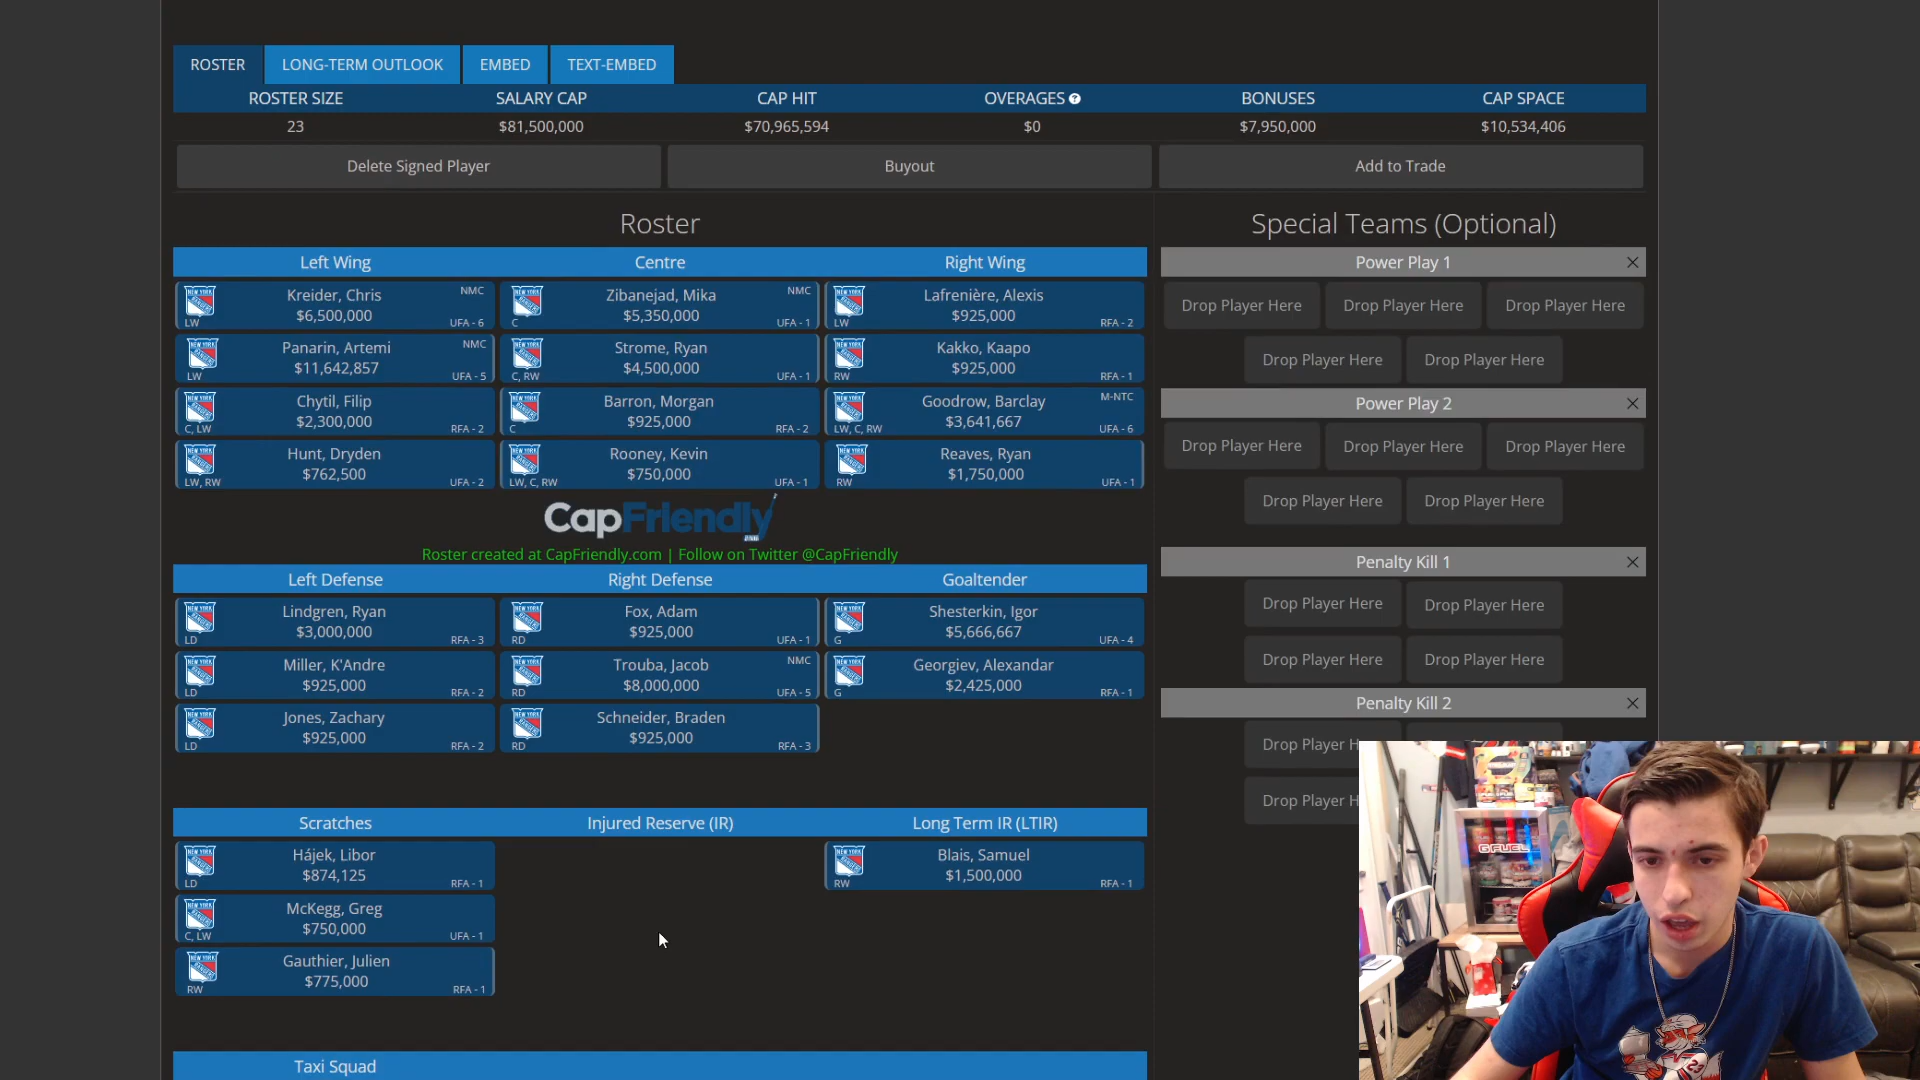 ROSTER LONG-TERM OUTLOOK EMBED TEXT-EMBED
ROSTER SIZE SALARY CAP CAP HIT OVERAGES ? BONUSES CAP SPACE
23 $81,500,000 $70,965,594 $0 $7,950,000 $10,534,406
Delete Signed Player Buyout Add to Trade
Roster
Left Wing Centre Right Wing
Kreider, Chris NMC
$6,500,000
LW UFA - 6
Zibanejad, Mika NMC
$5,350,000
C UFA - 1
Lafrenière, Alexis
$925,000
LW RFA - 2
Panarin, Artemi NMC
$11,642,857
LW UFA - 5
Strome, Ryan
$4,500,000
C, RW UFA - 1
Kakko, Kaapo
$925,000
RW RFA - 1
Chytil, Filip
$2,300,000
C, LW RFA - 2
Barron, Morgan
$925,000
C RFA - 2
Goodrow, Barclay M-NTC
$3,641,667
LW, C, RW UFA - 6
Hunt, Dryden
$762,500
LW, RW UFA - 2
Rooney, Kevin
$750,000
LW, C, RW UFA - 1
Reaves, Ryan
$1,750,000
RW UFA - 1
CapFriendly
Roster created at CapFriendly.com | Follow on Twitter @CapFriendly
Left Defense Right Defense Goaltender
Lindgren, Ryan
$3,000,000
LD RFA - 3
Fox, Adam
$925,000
RD UFA - 1
Shesterkin, Igor
$5,666,667
G UFA - 4
Miller, K'Andre
$925,000
LD RFA - 2
Trouba, Jacob NMC
$8,000,000
RD UFA - 5
Georgiev, Alexandar
$2,425,000
G RFA - 1
Jones, Zachary
$925,000
LD RFA - 2
Schneider, Braden
$925,000
RD RFA - 3
Scratches Injured Reserve (IR) Long Term IR (LTIR)
Hájek, Libor
$874,125
LD RFA - 1
Blais, Samuel
$1,500,000
RW RFA - 1
McKegg, Greg
$750,000
C, LW UFA - 1
Gauthier, Julien
$775,000
RW RFA - 1
Taxi Squad
Special Teams (Optional)
Power Play 1
Drop Player Here Drop Player Here Drop Player Here
Drop Player Here Drop Player Here
Power Play 2
Drop Player Here Drop Player Here Drop Player Here
Drop Player Here Drop Player Here
Penalty Kill 1
Drop Player Here Drop Player Here
Drop Player Here Drop Player Here
Penalty Kill 2
Drop Player H
Drop Player H
G FUEL
23